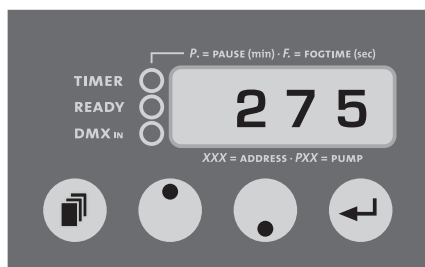 P. = PAUSE (min) · F. = FOGTIME (sec)
TIMER
READY
DMX IN
275
XXX = ADDRESS · PXX = PUMP